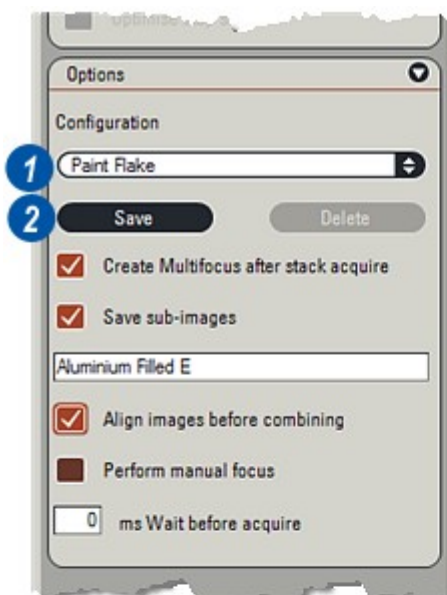 Options
Configuration
1 Paint Flake
2 Save Delete
Create Multifocus after stack acquire
Save sub-images
Aluminium Filled E
Align images before combining
Perform manual focus
0 ms Wait before acquire